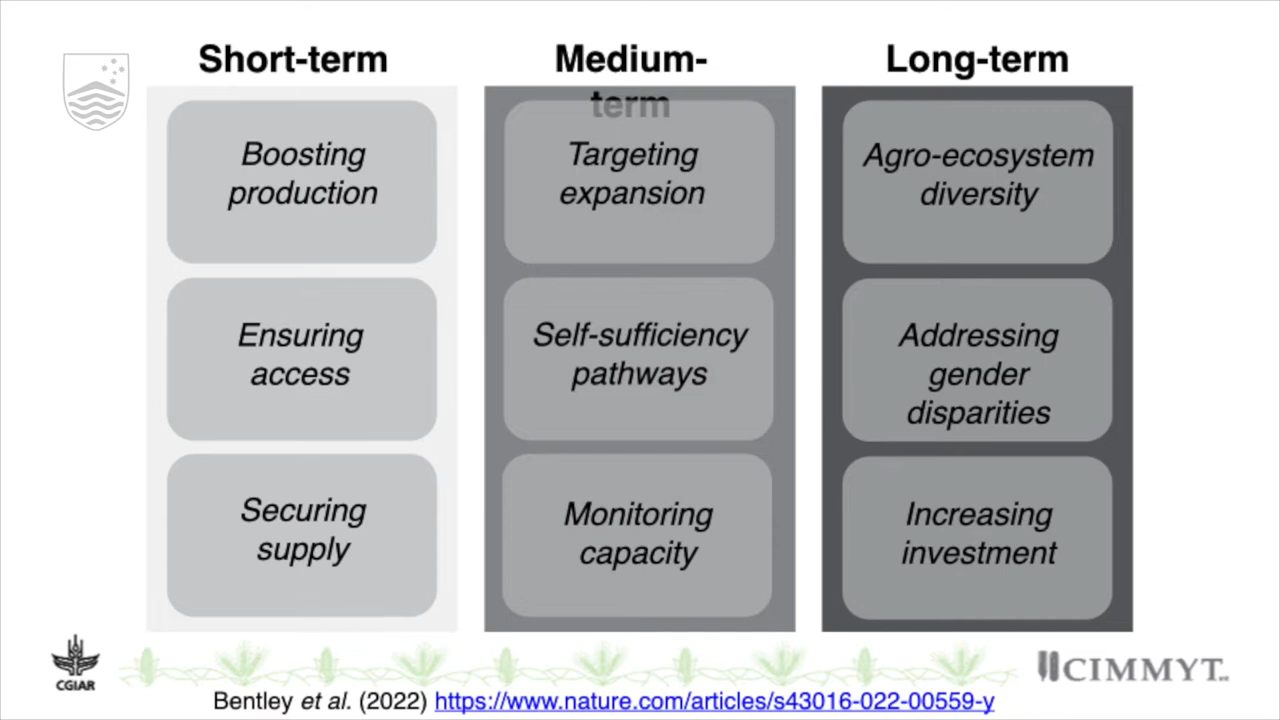 Short-term
Medium-
term
Long-term
Boosting
production
Targeting
expansion
Agro-ecosystem
diversity
Ensuring
access
Self-sufficiency
pathways
Addressing
gender
disparities
Securing
supply
Monitoring
capacity
Increasing
investment
CGIAR
CIMMYT
Bentley et al. (2022) https://www.nature.com/articles/s43016-022-00559-y